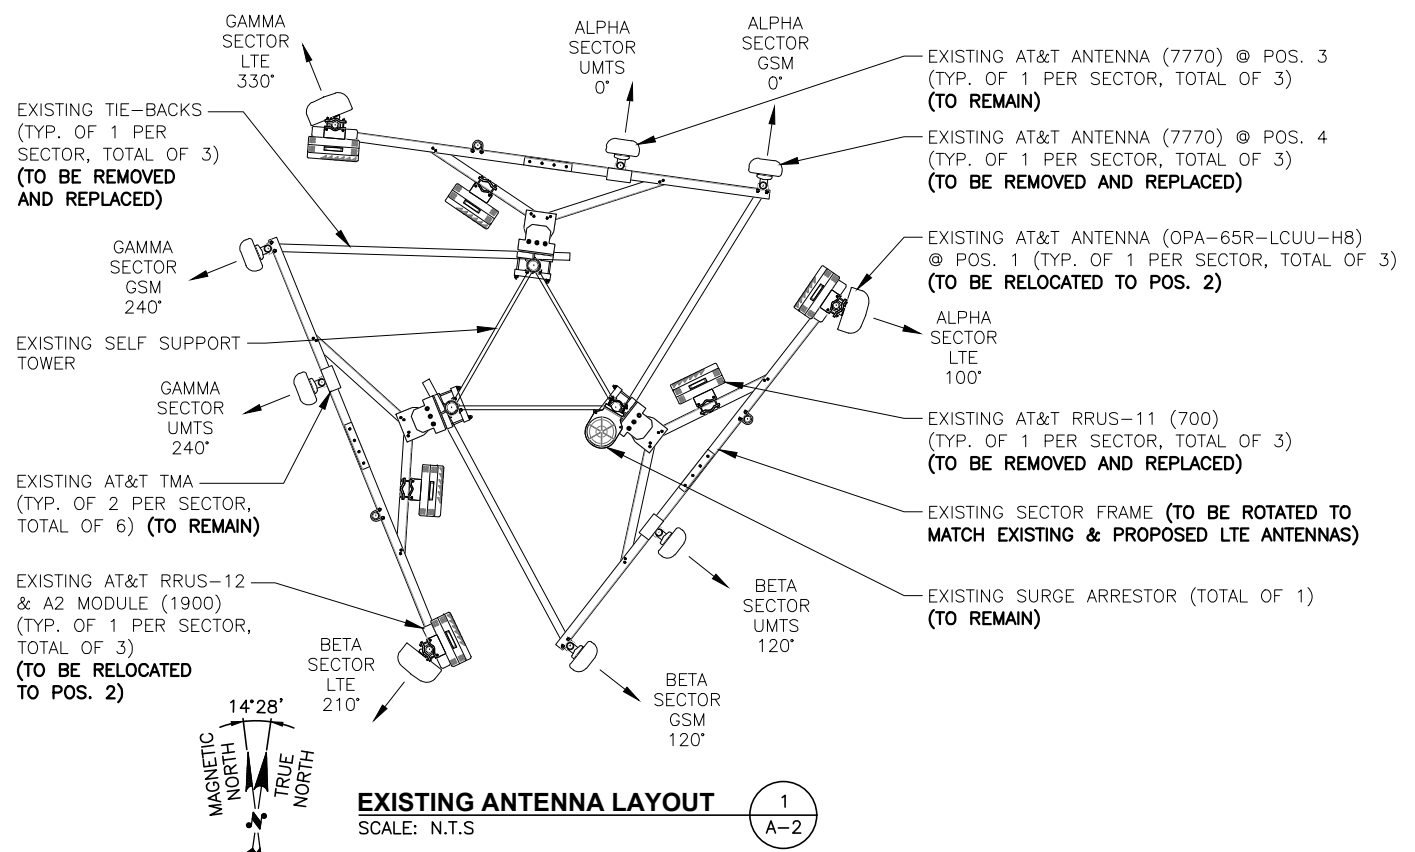 GAMMA
SECTOR
LTE
330°
ALPHA
SECTOR
UMTS
0°
ALPHA
SECTOR
GSM
0°
EXISTING AT&T ANTENNA (7770) @ POS. 3
(TYP. OF 1 PER SECTOR, TOTAL OF 3)
(TO REMAIN)
EXISTING TIE-BACKS
(TYP. OF 1 PER
SECTOR, TOTAL OF 3)
(TO BE REMOVED
AND REPLACED)
EXISTING AT&T ANTENNA (7770) @ POS. 4
(TYP. OF 1 PER SECTOR, TOTAL OF 3)
(TO BE REMOVED AND REPLACED)
GAMMA
SECTOR
GSM
240°
EXISTING AT&T ANTENNA (OPA-65R-LCUU-H8)
@ POS. 1 (TYP. OF 1 PER SECTOR, TOTAL OF 3)
(TO BE RELOCATED TO POS. 2)
ALPHA
SECTOR
LTE
100°
EXISTING SELF SUPPORT
TOWER
GAMMA
SECTOR
UMTS
240°
EXISTING AT&T RRUS-11 (700)
(TYP. OF 1 PER SECTOR, TOTAL OF 3)
(TO BE REMOVED AND REPLACED)
EXISTING AT&T TMA
(TYP. OF 2 PER SECTOR,
TOTAL OF 6) (TO REMAIN)
EXISTING SECTOR FRAME (TO BE ROTATED TO
MATCH EXISTING & PROPOSED LTE ANTENNAS)
EXISTING AT&T RRUS-12
& A2 MODULE (1900)
(TYP. OF 1 PER SECTOR,
TOTAL OF 3)
(TO BE RELOCATED
TO POS. 2)
BETA
SECTOR
UMTS
120°
EXISTING SURGE ARRESTOR (TOTAL OF 1)
(TO REMAIN)
BETA
SECTOR
LTE
210°
BETA
SECTOR
GSM
120°
14°28'
MAGNETIC
NORTH
TRUE
NORTH
N
EXISTING ANTENNA LAYOUT
SCALE: N.T.S
1
A-2